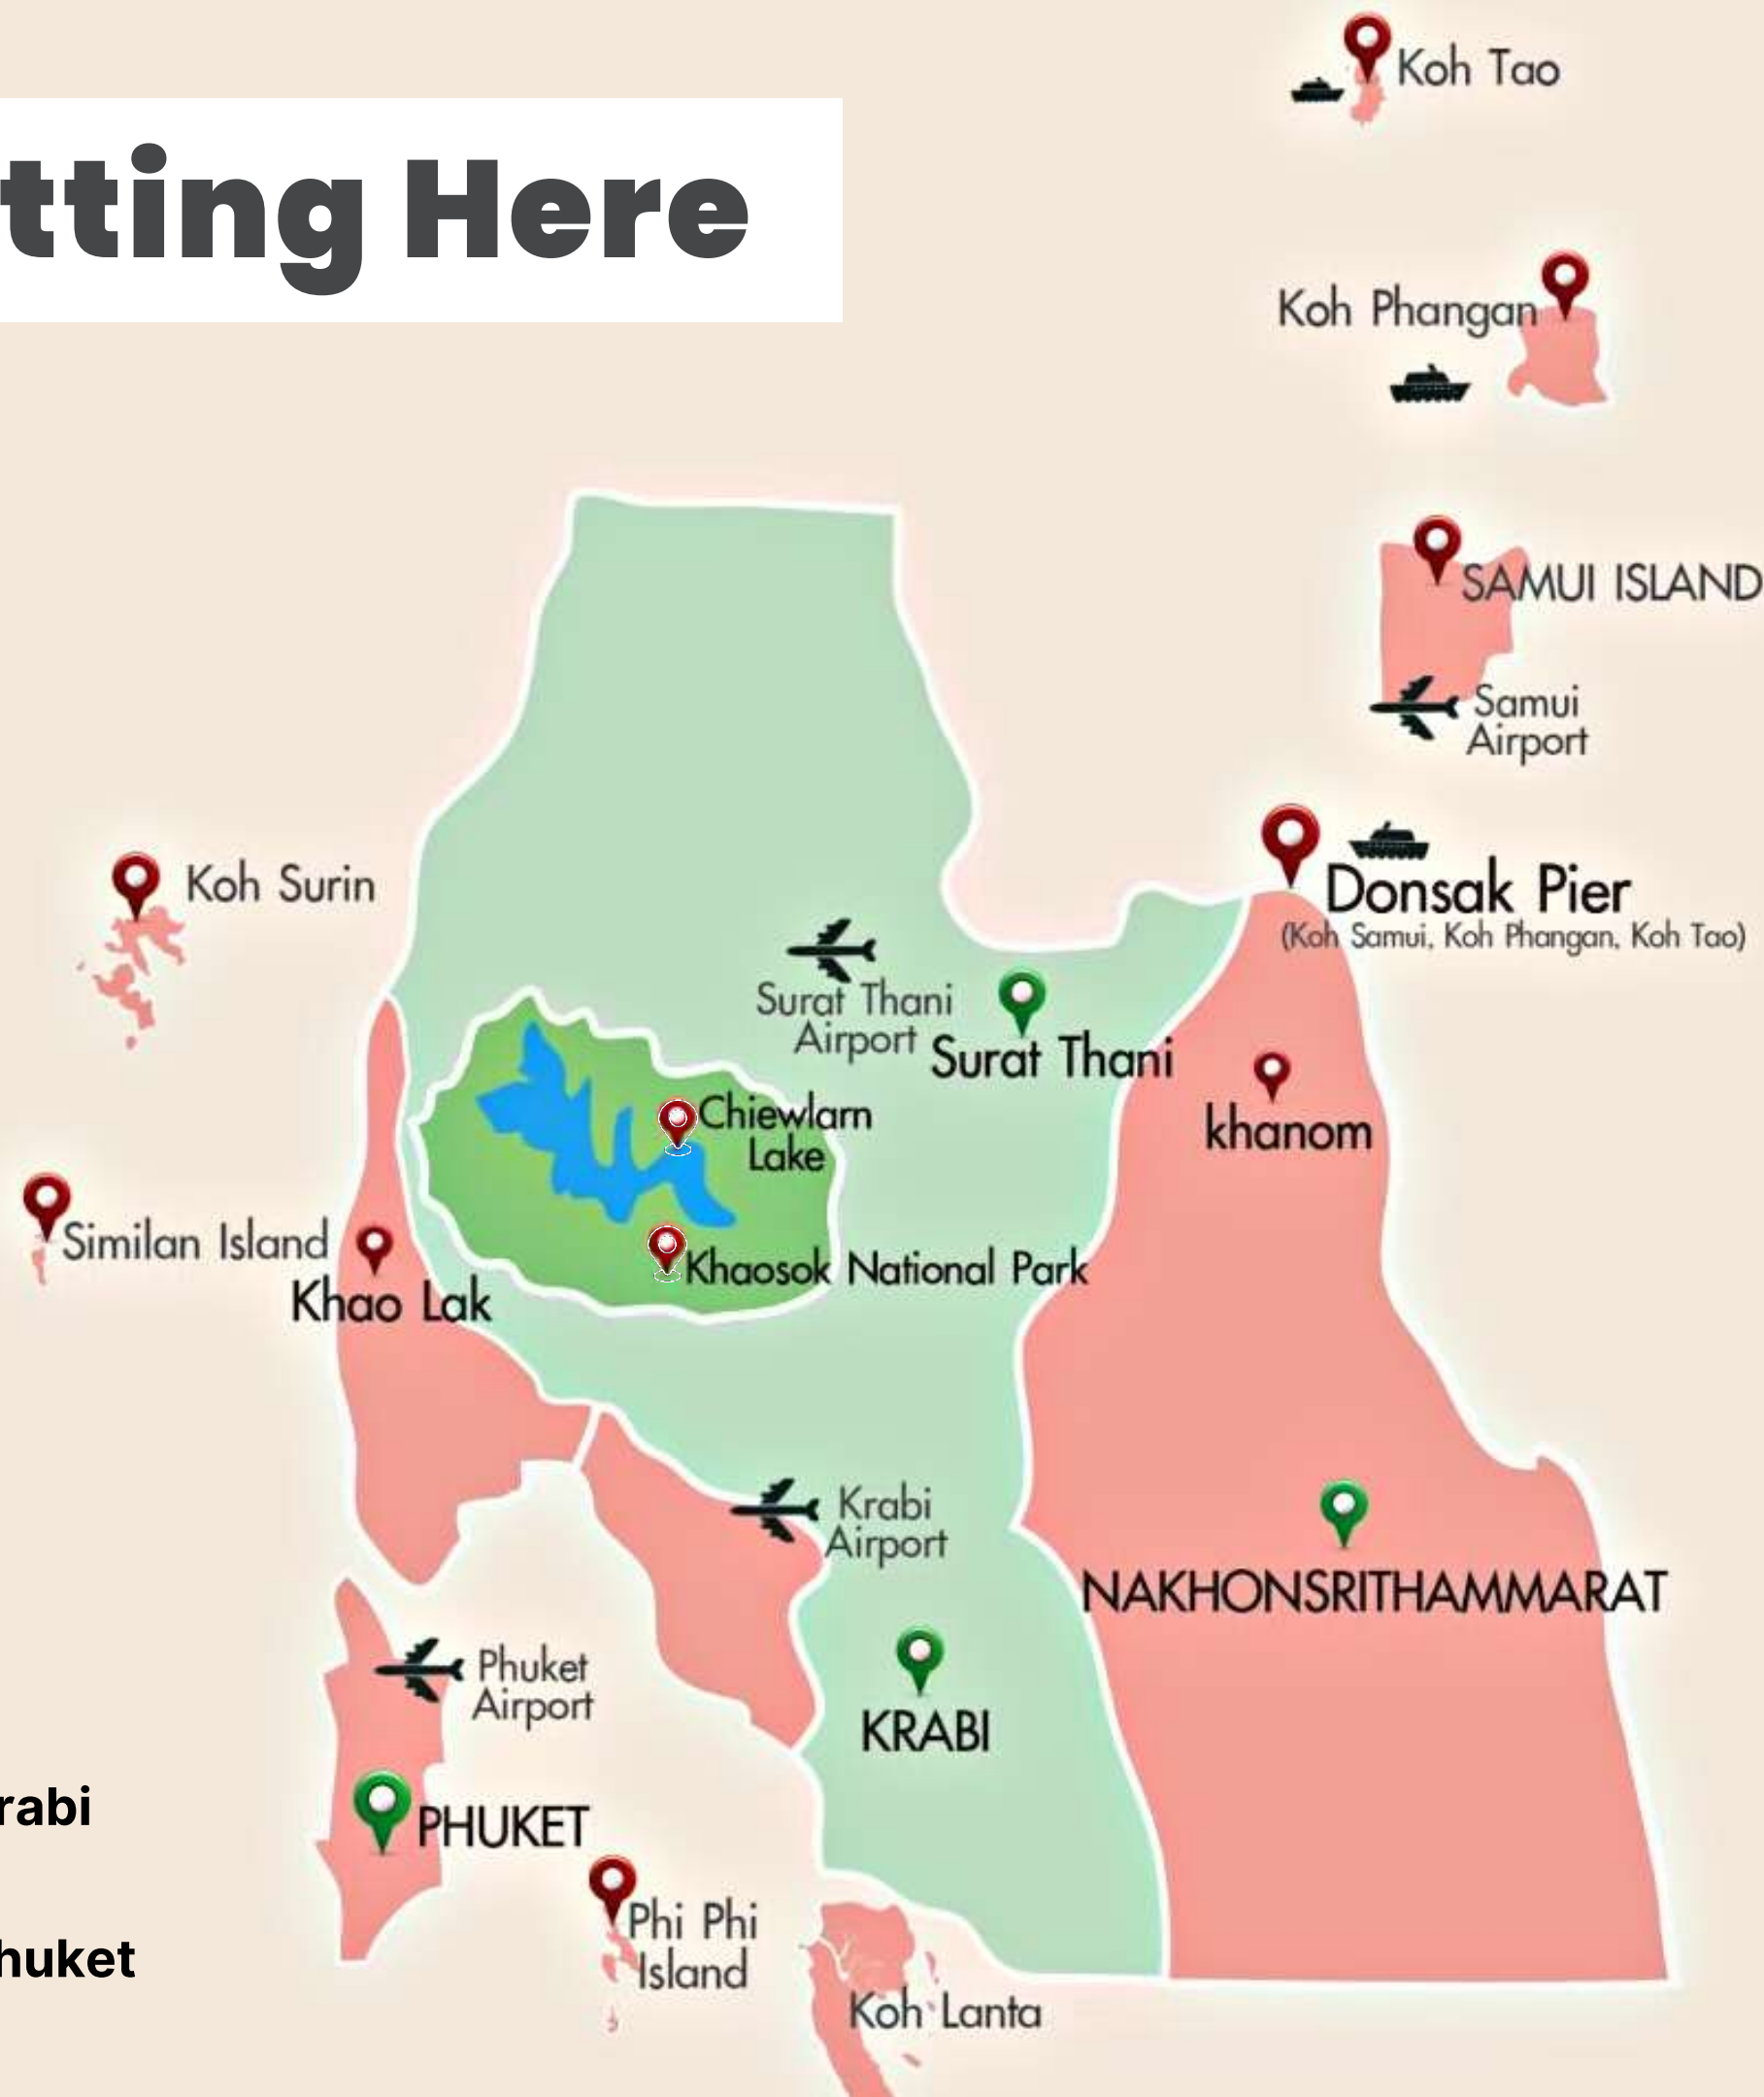 Koh Tao
tting Here
Koh Phangan
SAMUI ISLAND
Samui
Airport
Donsak Pier
(Koh Samui, Koh Phangan, Koh Tao)
Koh Surin
Surat Thani
Airport
Surat Thani
khanom
Chiewlarn
Lake
Similan Island
Khaosok National Park
Khao Lak
Krabi
Airport
NAKHONSRITHAMMARAT
Phuket
Airport
KRABI
rabi
PHUKET
Phi Phi
Island
huket
Koh Lanta